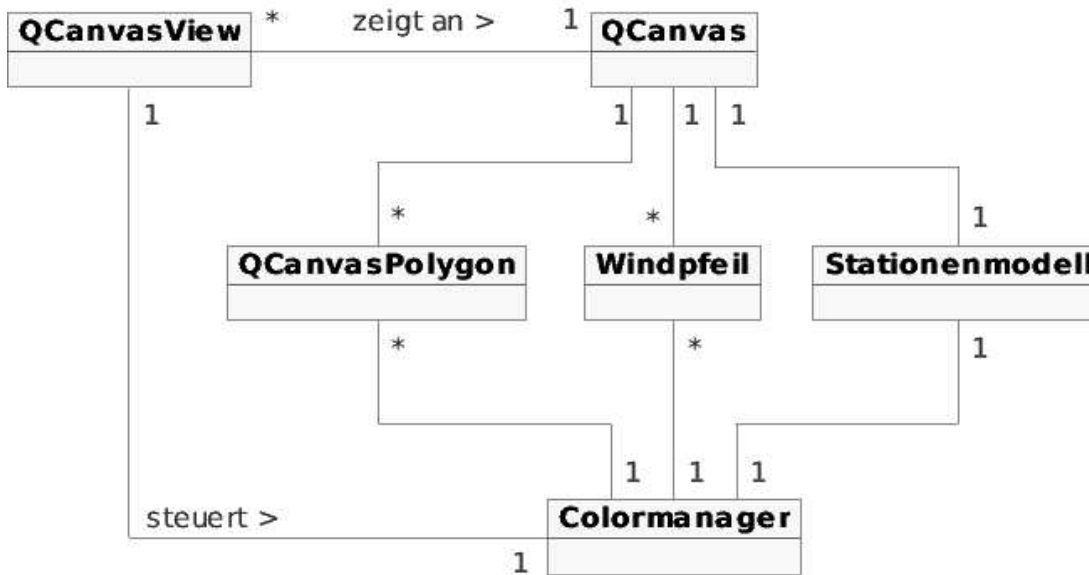 QCanvasView * zeigt an > 1 QCanvas
1 1 1 1
* * 1
QCanvasPolygon Windpfeil Stationenmodell
* * 1
1 1 1
steuert > Colormanager
1